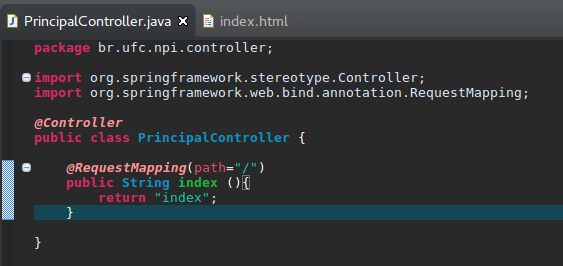 PrincipalController.java
index.html
package br.ufc.npi.controller;
import org.springframework.stereotype.Controller;
import org.springframework.web.bind.annotation.RequestMapping;
@Controller
public class PrincipalController {
@RequestMapping(path="/")
public String index (){
return "index";
}
}